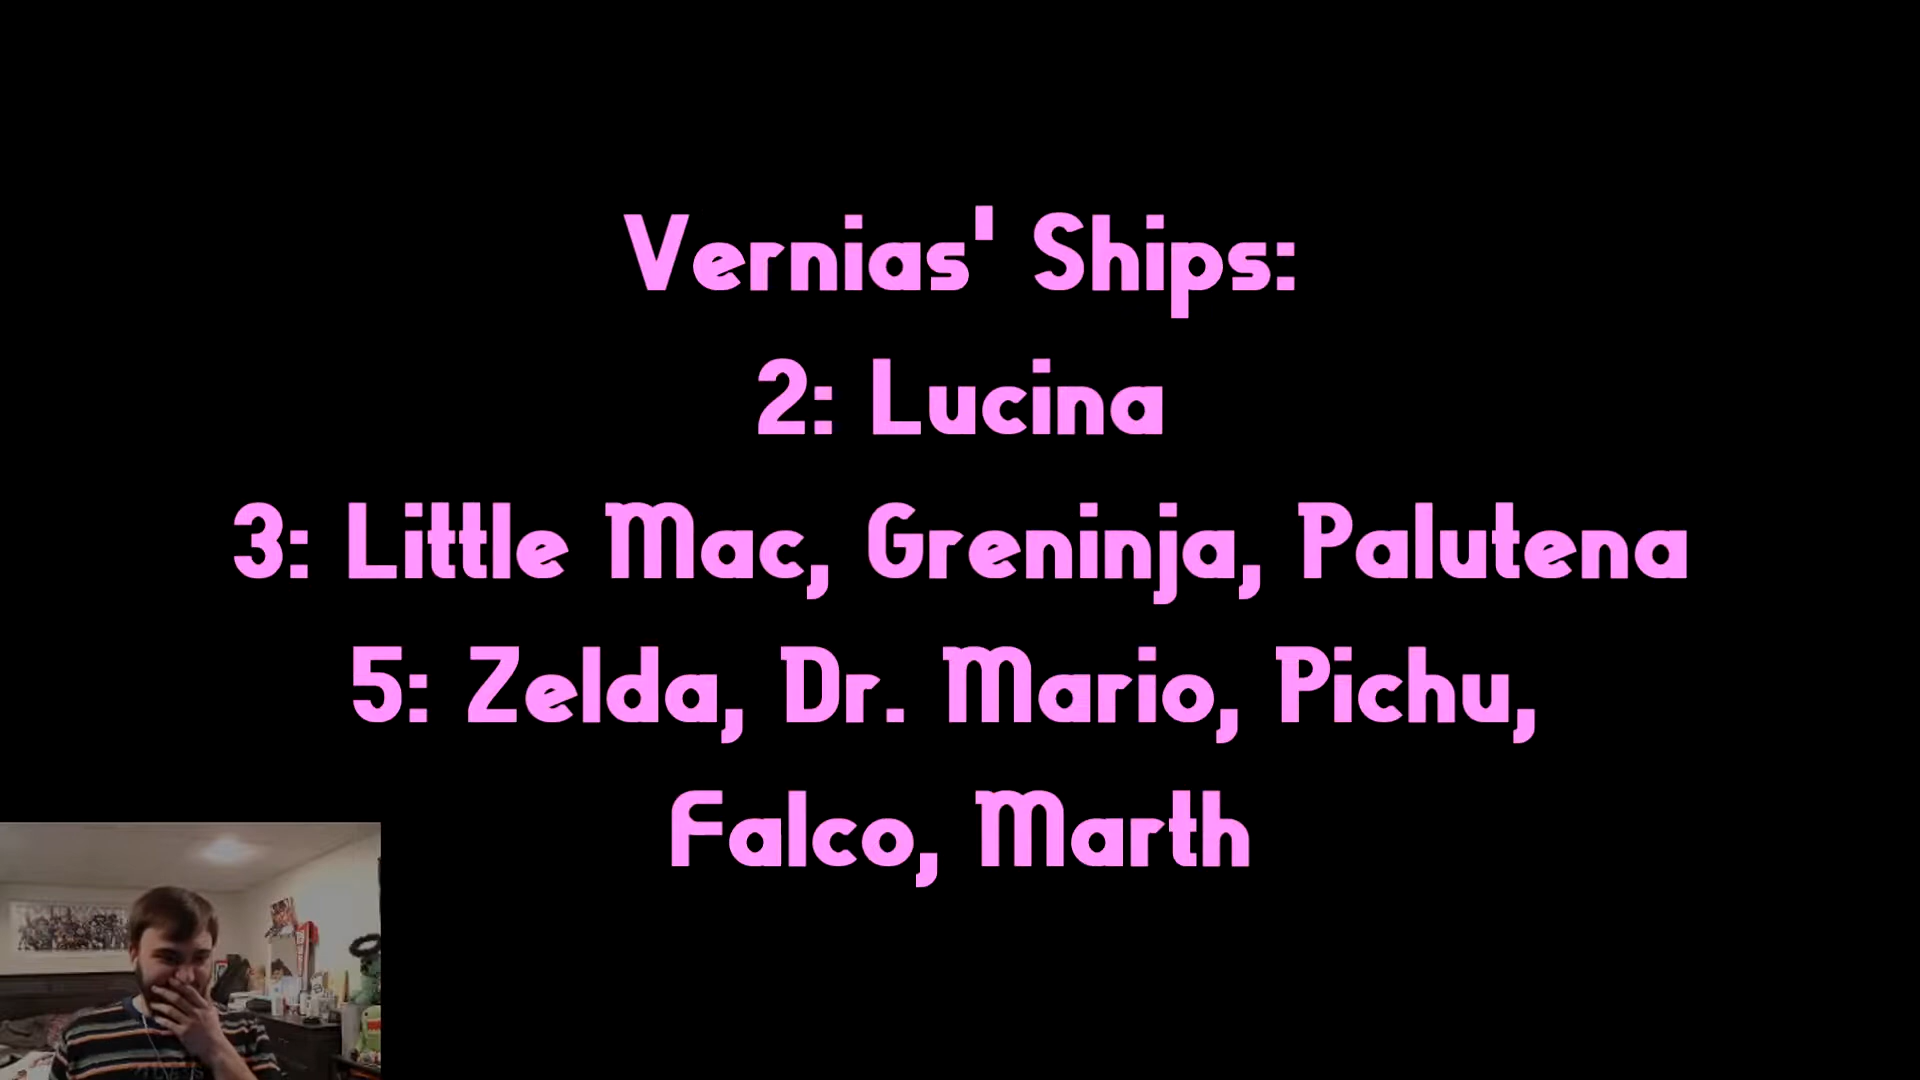 Vernias' Ships:
2: Lucina
3: Little Mac, Greninja, Palutena
5: Zelda, Dr. Mario, Pichu,
Falco, Marth